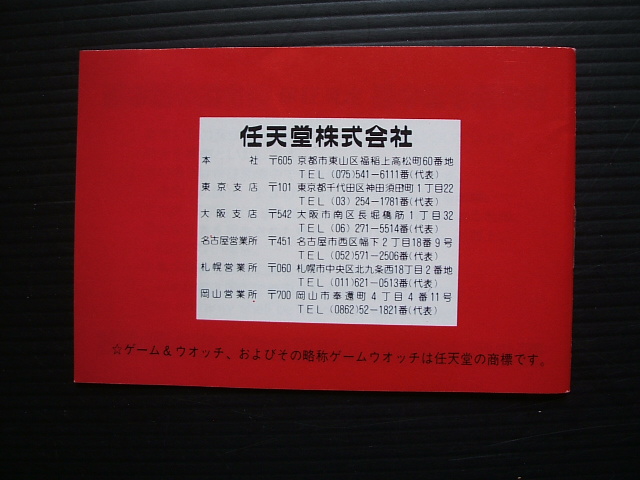 任天堂株式会社
本社 〒605 京都市東山区福稲上高松町60番地
TEL (075)541-6111番(代表)
東京支店 〒101 東京都千代田区神田須田町1丁目22
TEL (03) 254-1781番(代表)
大阪支店 〒542 大阪市南区長堀橋筋1丁目32
TEL (06) 271-5514番(代表)
名古屋営業所 〒451 名古屋市西区幅下2丁目18番9号
TEL (052)571-2506番(代表)
札幌営業所 〒060 札幌市中央区北九条西18丁目2番地
TEL (011)621-0513番(代表)
岡山営業所 〒700 岡山市奉還町4丁目4番11号
TEL (0862)52-1821番(代表)
☆ゲーム&ウオッチ、およびその略称ゲームウオッチは任天堂の商標です。